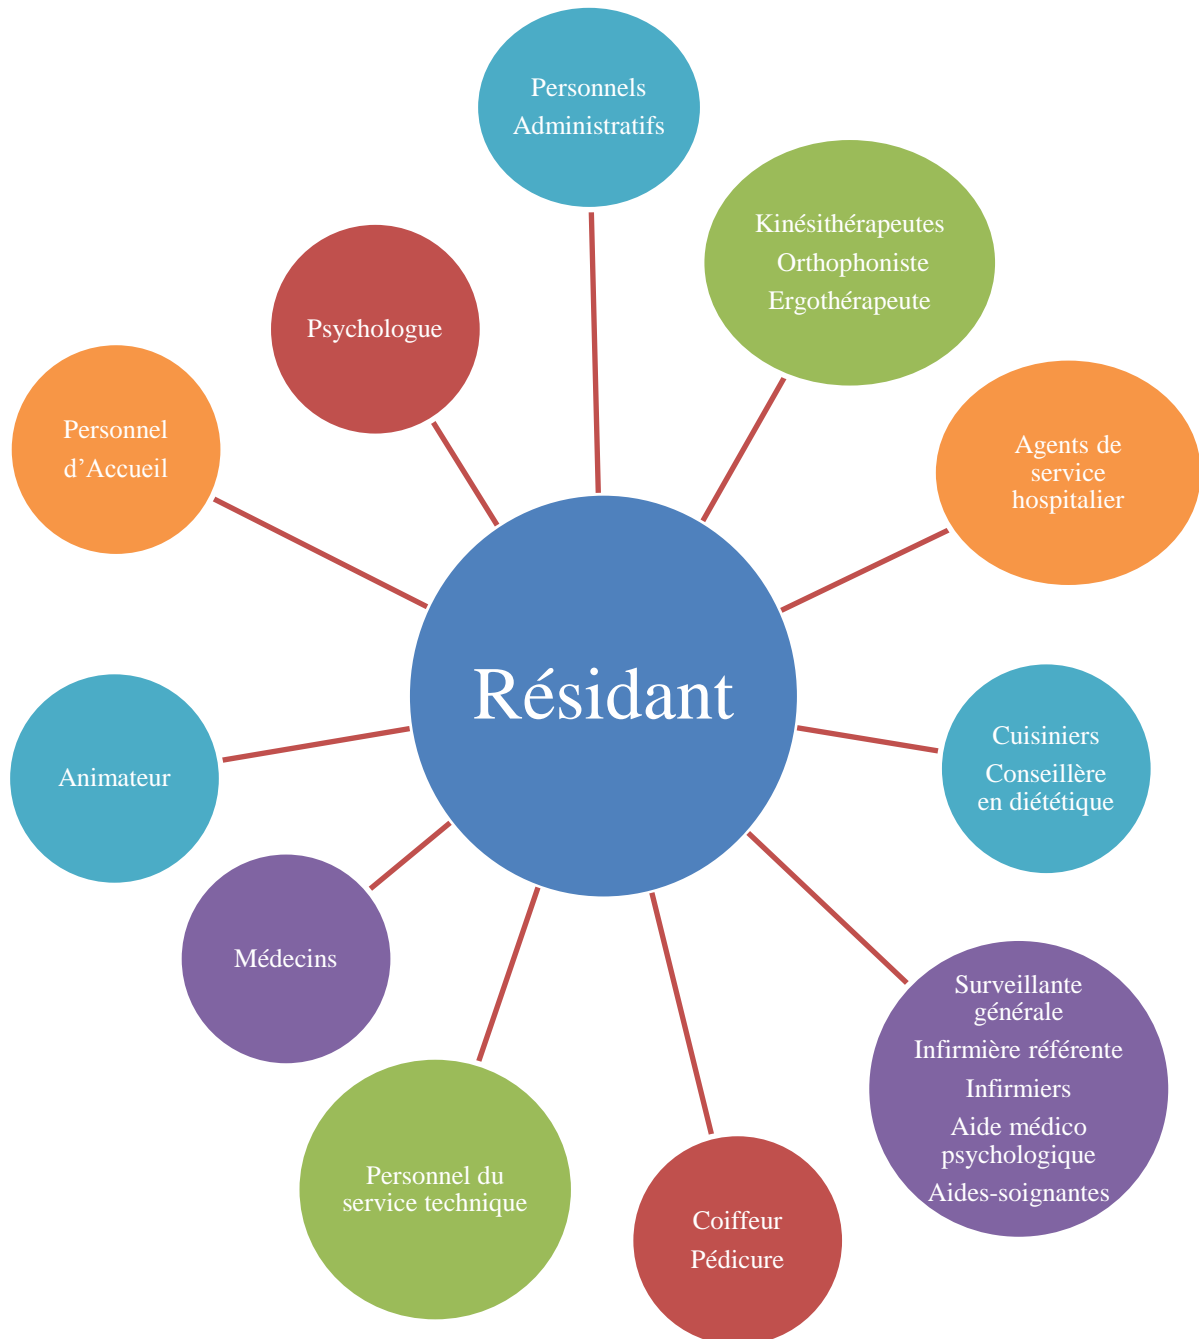 Personnels
Administratifs
Kinésithérapeutes
Orthophoniste
Ergothérapeute
Psychologue
Personnel
d’Accueil
Agents de
service
hospitalier
Résidant
Cuisiniers
Conseillère
en diététique
Animateur
Médecins
Surveillante
générale
Infirmière référente
Infirmiers
Aide médico
psychologique
Aides-soignantes
Personnel du
service technique
Coiffeur
Pédicure